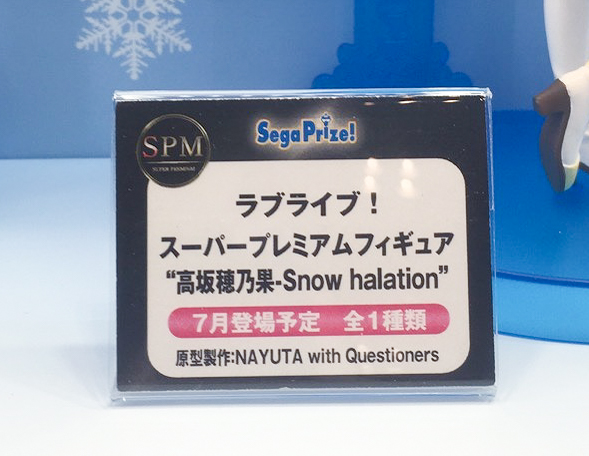 SPM
SUPER PREMIUM
SegaPrize!
ラブライブ！
スーパープレミアムフィギュア
“高坂穂乃果-Snow halation”
7月登場予定　全1種類
原型製作:NAYUTA with Questioners